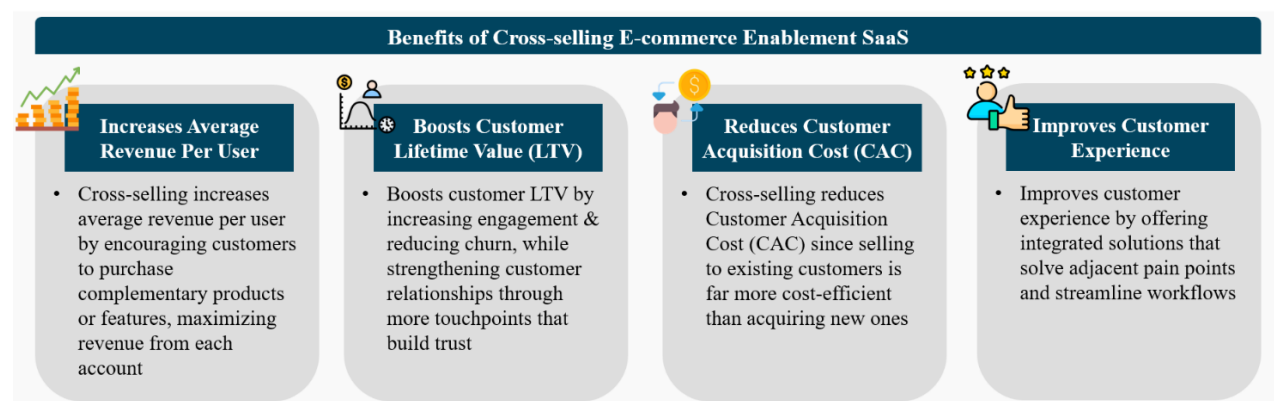 Benefits of Cross-selling E-commerce Enablement SaaS
Increases Average
Revenue Per User
• Cross-selling increases
average revenue per user
by encouraging customers
to purchase
complementary products
or features, maximizing
revenue from each
account
Boosts Customer
Lifetime Value (LTV)
• Boosts customer LTV by
increasing engagement &
reducing churn, while
strengthening customer
relationships through
more touchpoints that
build trust
Reduces Customer
Acquisition Cost (CAC)
• Cross-selling reduces
Customer Acquisition
Cost (CAC) since selling
to existing customers is
far more cost-efficient
than acquiring new ones
Improves Customer
Experience
• Improves customer
experience by offering
integrated solutions that
solve adjacent pain points
and streamline workflows